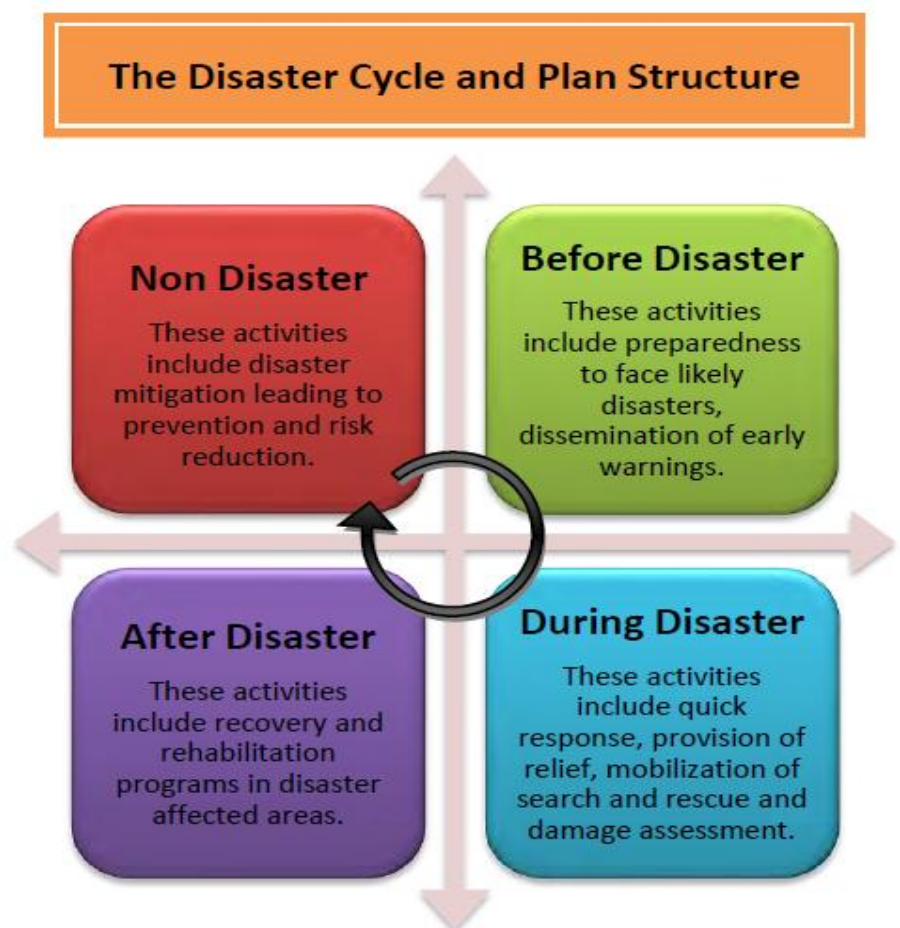 The Disaster Cycle and Plan Structure
Non Disaster
These activities
include disaster
mitigation leading to
prevention and risk
reduction.
Before Disaster
These activities
include preparedness
to face likely
disasters,
dissemination of early
warnings.
After Disaster
These activities
include recovery and
rehabilitation
programs in disaster
affected areas.
During Disaster
These activities
include quick
response, provision of
relief, mobilization of
search and rescue and
damage assessment.